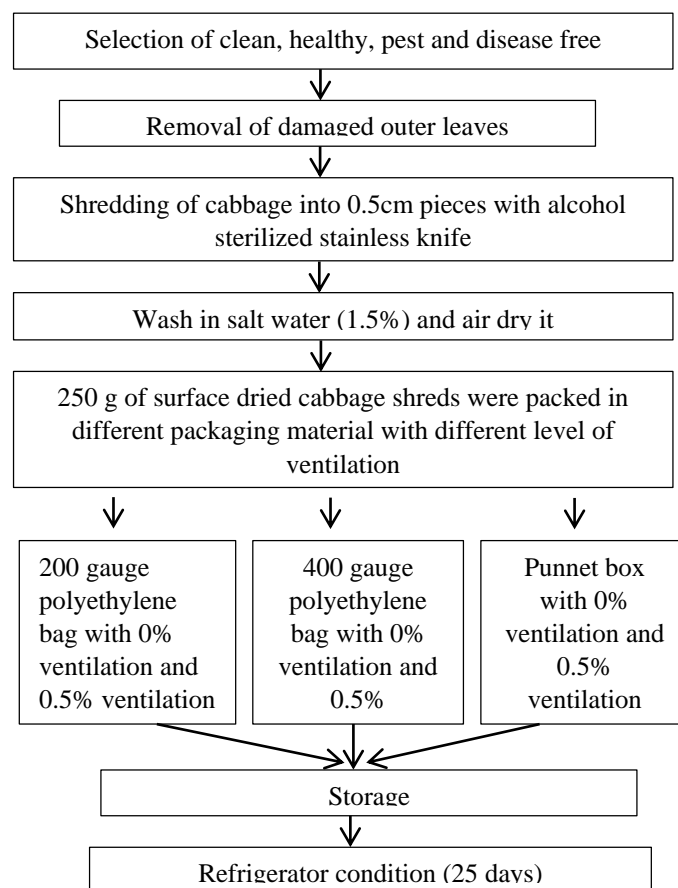 Selection of clean, healthy, pest and disease free
Removal of damaged outer leaves
Shredding of cabbage into 0.5cm pieces with alcohol
sterilized stainless knife
Wash in salt water (1.5%) and air dry it
250 g of surface dried cabbage shreds were packed in
different packaging material with different level of
ventilation
200 gauge
polyethylene
bag with 0%
ventilation and
0.5% ventilation
400 gauge
polyethylene
bag with 0%
ventilation and
0.5%
Punnet box
with 0%
ventilation and
0.5%
ventilation
Storage
Refrigerator condition (25 days)